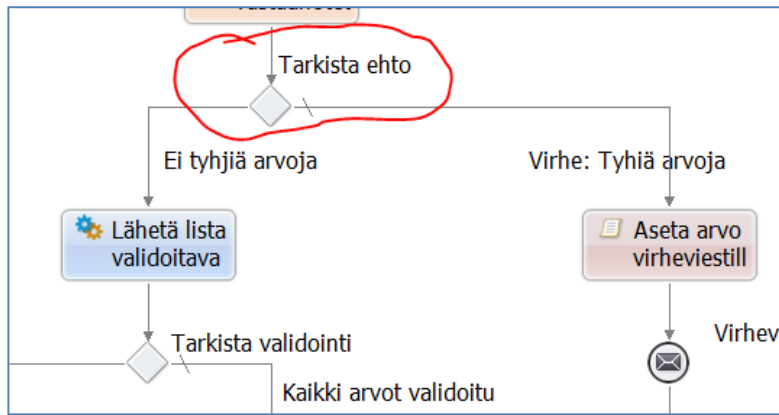 Tarkista ehto
Ei tyhjiä arvoja
Virhe: Tyhiä arvoja
Lähetä lista
validoitava
Aseta arvo
virheviestill
Tarkista validointi
Virhev
Kaikki arvot validoitu